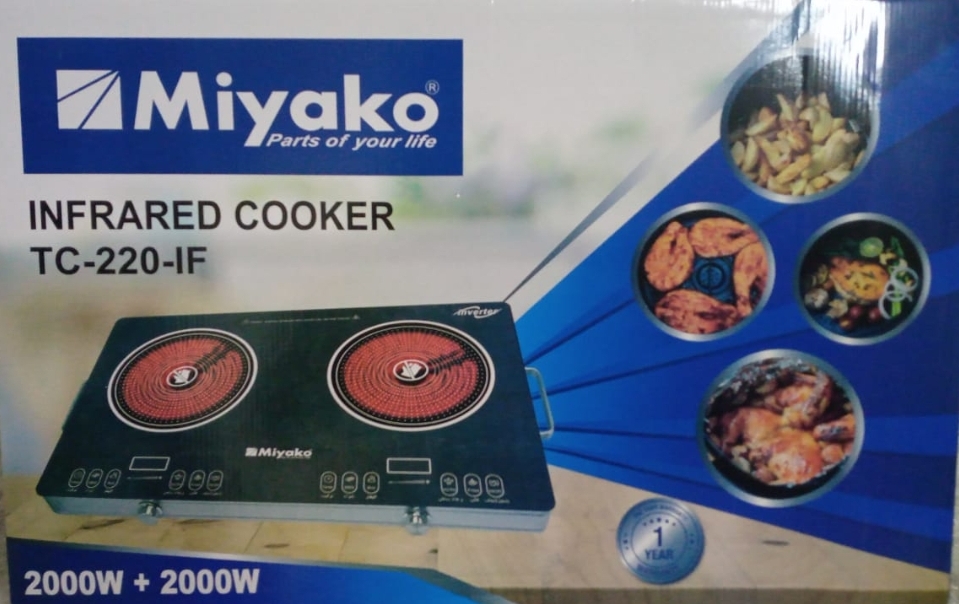 Miyako®
Parts of your life
INFRARED COOKER
TC-220-IF
Inverter
Miyako
1
YEAR
2000W + 2000W